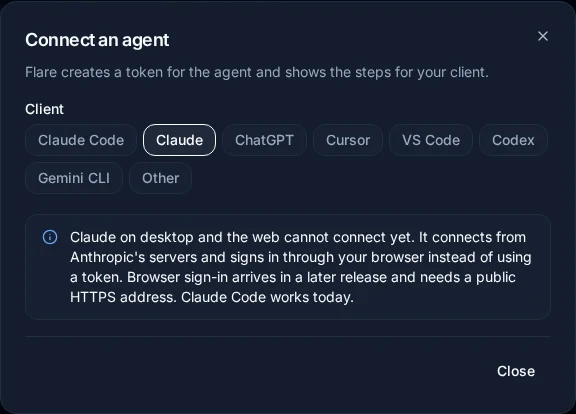 Connect an agent
Flare creates a token for the agent and shows the steps for your client.
Client
Claude Code Claude ChatGPT Cursor VS Code Codex
Gemini CLI Other
Claude on desktop and the web cannot connect yet. It connects from
Anthropic's servers and signs in through your browser instead of using
a token. Browser sign-in arrives in a later release and needs a public
HTTPS address. Claude Code works today.
Close